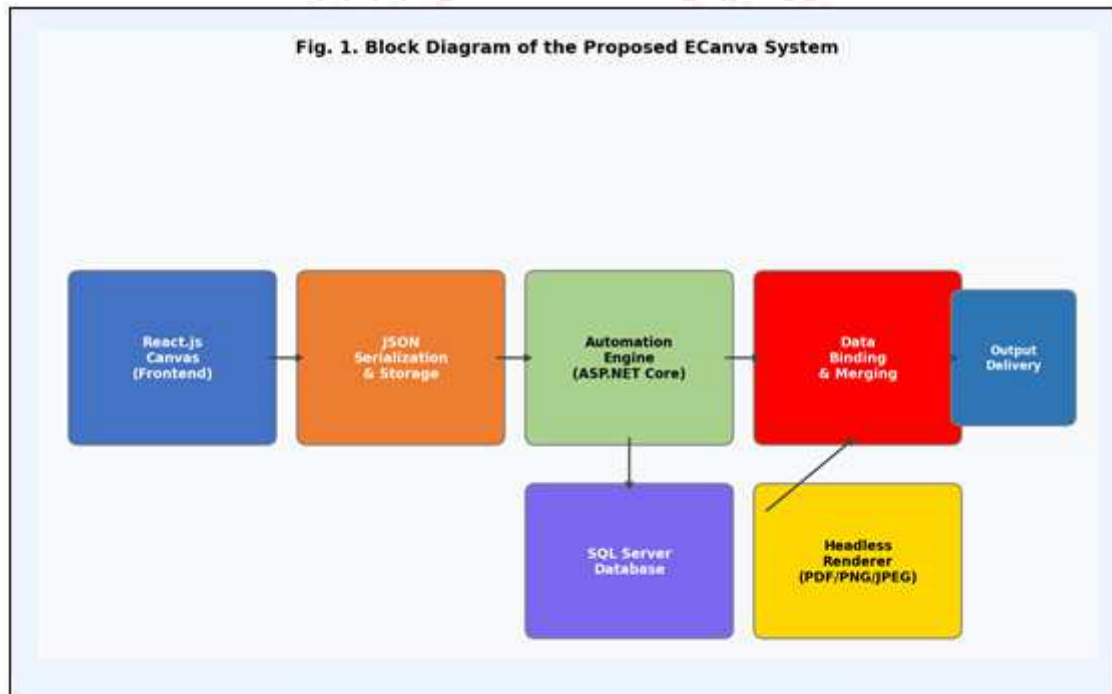 Fig. 1. Block Diagram of the Proposed ECanva System
React.js
Canvas
(Frontend)
JSON
Serialization
& Storage
Automation
Engine
(ASP.NET Core)
Data
Binding
& Merging
Output
Delivery
SQL Server
Database
Headless
Renderer
(PDF/PNG/JPEG)